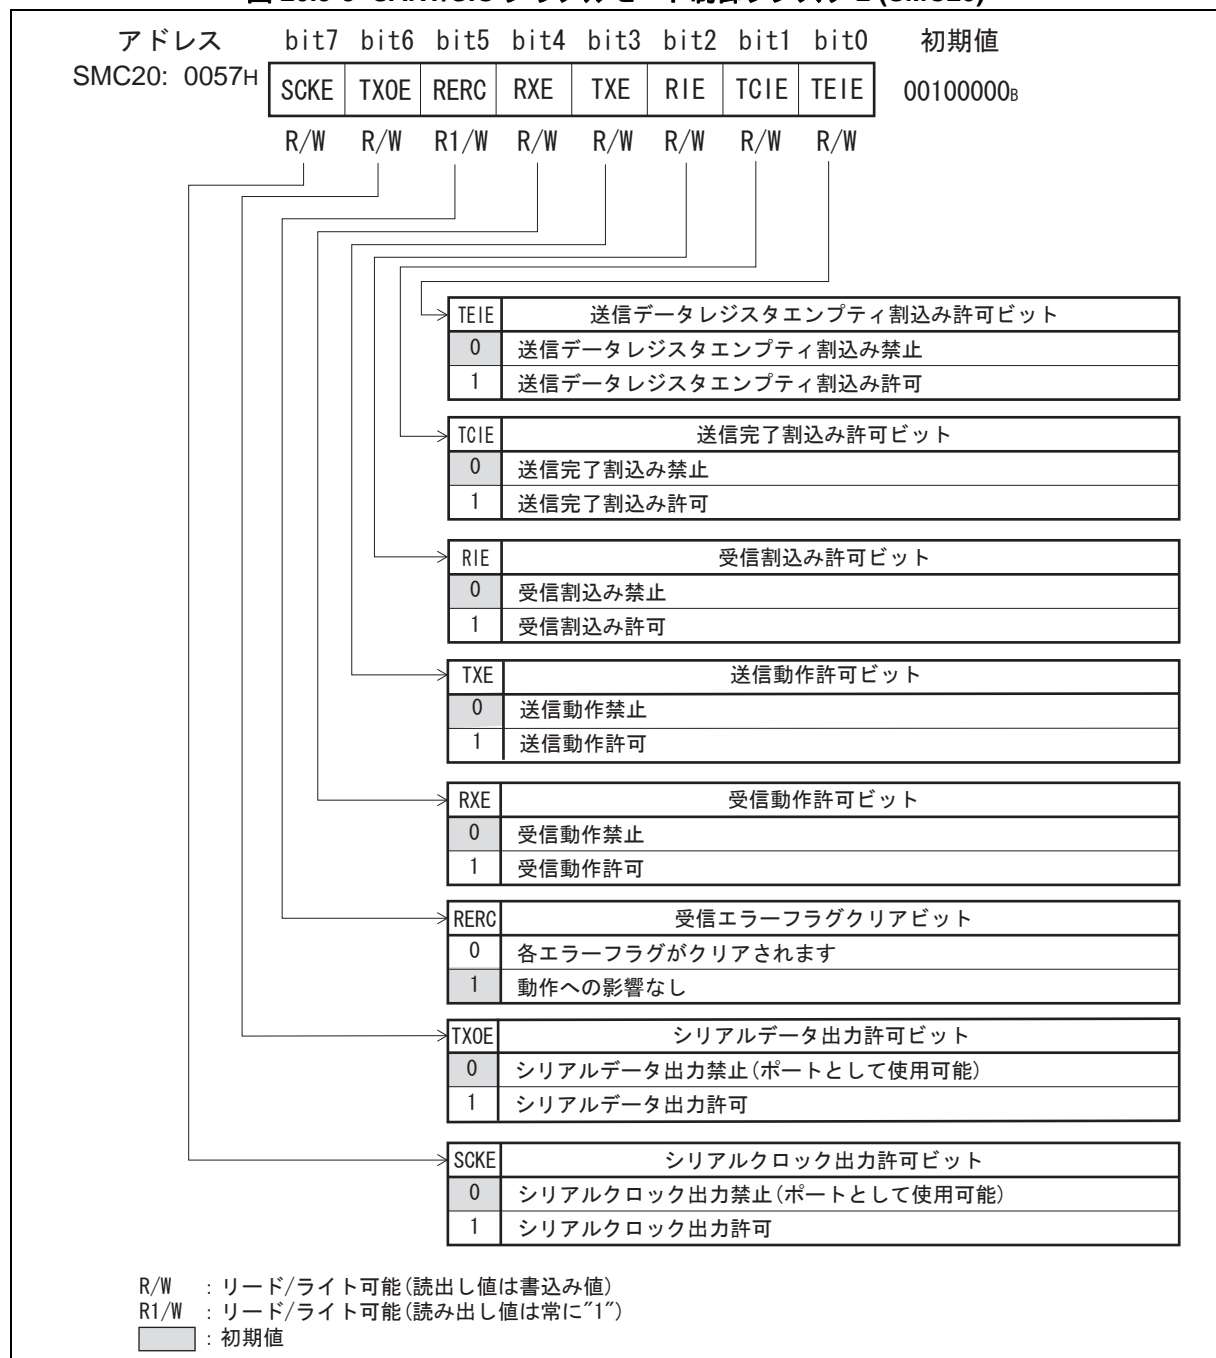 アドレス bit7 bit6 bit5 bit4 bit3 bit2 bit1 bit0 初期値
SMC20: 0057H SCKE TXOE RERC RXE TXE RIE TCIE TEIE 00100000B
R/W R/W R1/W R/W R/W R/W R/W R/W
TEIE 送信データレジスタエンプティ割込み許可ビット
0 送信データレジスタエンプティ割込み禁止
1 送信データレジスタエンプティ割込み許可
TCIE 送信完了割込み許可ビット
0 送信完了割込み禁止
1 送信完了割込み許可
RIE 受信割込み許可ビット
0 受信割込み禁止
1 受信割込み許可
TXE 送信動作許可ビット
0 送信動作禁止
1 送信動作許可
RXE 受信動作許可ビット
0 受信動作禁止
1 受信動作許可
RERC 受信エラーフラグクリアビット
0 各エラーフラグがクリアされます
1 動作への影響なし
TXOE シリアルデータ出力許可ビット
0 シリアルデータ出力禁止(ポートとして使用可能)
1 シリアルデータ出力許可
SCKE シリアルクロック出力許可ビット
0 シリアルクロック出力禁止(ポートとして使用可能)
1 シリアルクロック出力許可
R/W : リード/ライト可能(読出し値は書込み値)
R1/W : リード/ライト可能(読み出し値は常に"1")
: 初期値